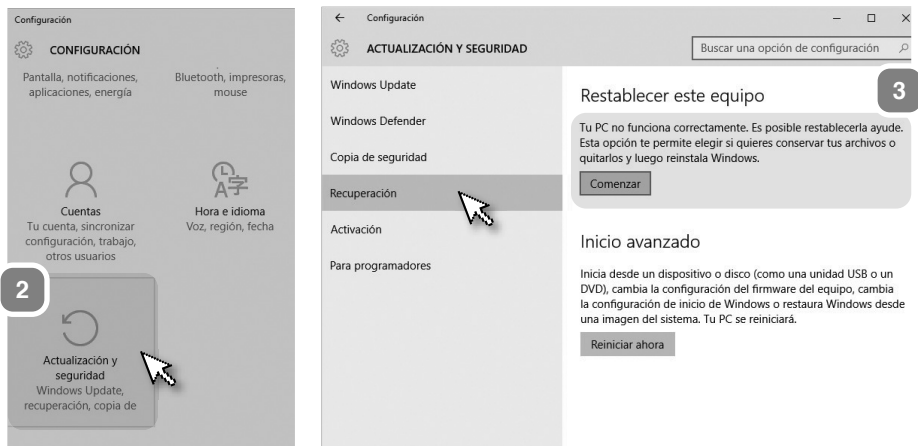 Configuración
CONFIGURACIÓN
Pantalla, notificaciones,
aplicaciones, energía
Bluetooth, impresoras,
mouse
Cuentas
Tu cuenta, sincronizar
configuración, trabajo,
otros usuarios
Hora e idioma
Voz, región, fecha
2
Actualización y
seguridad
Windows Update,
recuperación, copia de
Configuración
ACTUALIZACIÓN Y SEGURIDAD
Buscar una opción de configuración
Windows Update
Windows Defender
Copia de seguridad
Recuperación
Activación
Para programadores
3
Restablecer este equipo
Tu PC no funciona correctamente. Es posible restablecerla ayude.
Esta opción te permite elegir si quieres conservar tus archivos o
quitarlos y luego reinstala Windows.
Comenzar
Inicio avanzado
Inicia desde un dispositivo o disco (como una unidad USB o un
DVD), cambia la configuración del firmware del equipo, cambia
la configuración de inicio de Windows o restaura Windows desde
una imagen del sistema. Tu PC se reiniciará.
Reiniciar ahora